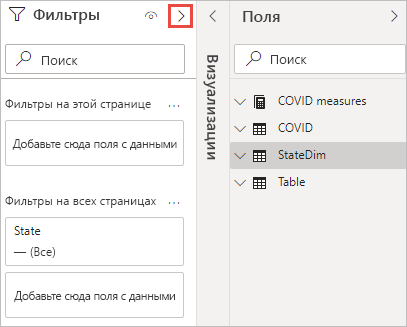 Фильтры
Поиск
Фильтры на этой странице ...
Добавьте сюда поля с данными
Фильтры на всех страницах ...
State
— (Все)
Добавьте сюда поля с данными
Визуализации
Поля
Поиск
COVID measures
COVID
StateDim
Table